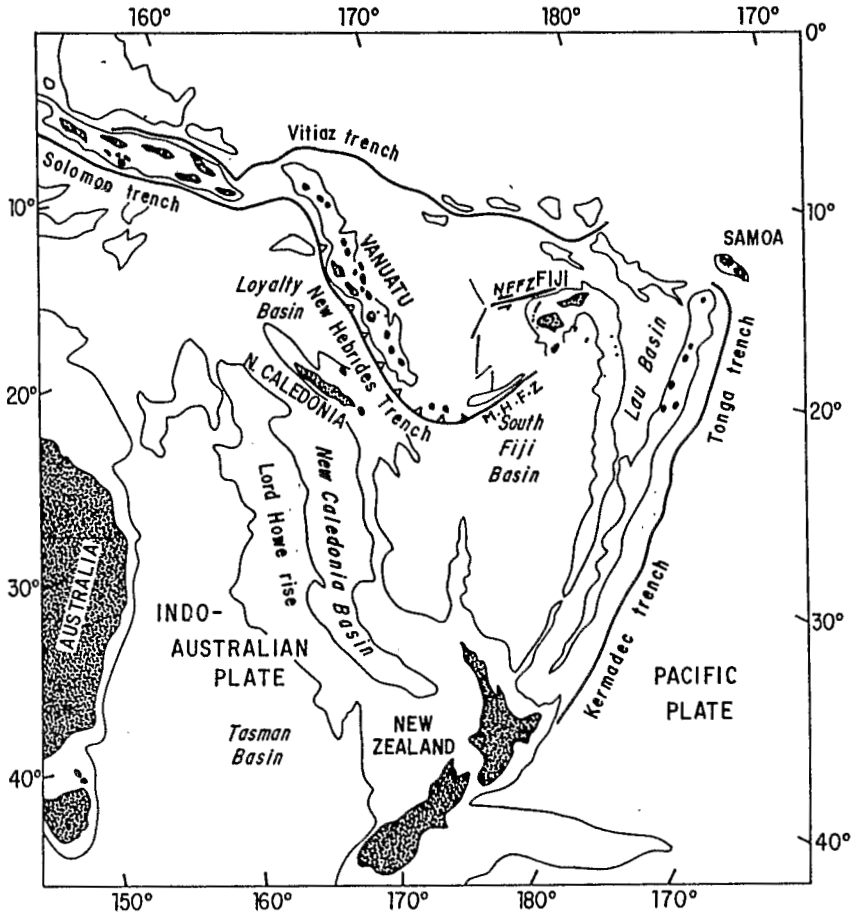 160°
170°
180°
170°
0°
Vitiaz trench
Solomon trench
10°
10°
SAMOA
VANUATU
N.F.F.Z
FIJI
Loyalty
Basin
New Hebrides Trench
Lau Basin
Tonga trench
N. CALEDONIA
20°
20°
M.H.F.Z
South
Fiji
Basin
New Caledonia Basin
Lord Howe rise
AUSTRALIA
30°
30°
INDO-
AUSTRALIAN
PLATE
Kermadec trench
PACIFIC
PLATE
Tasman
Basin
NEW
ZEALAND
40°
40°
150°
160°
170°
180°
170°